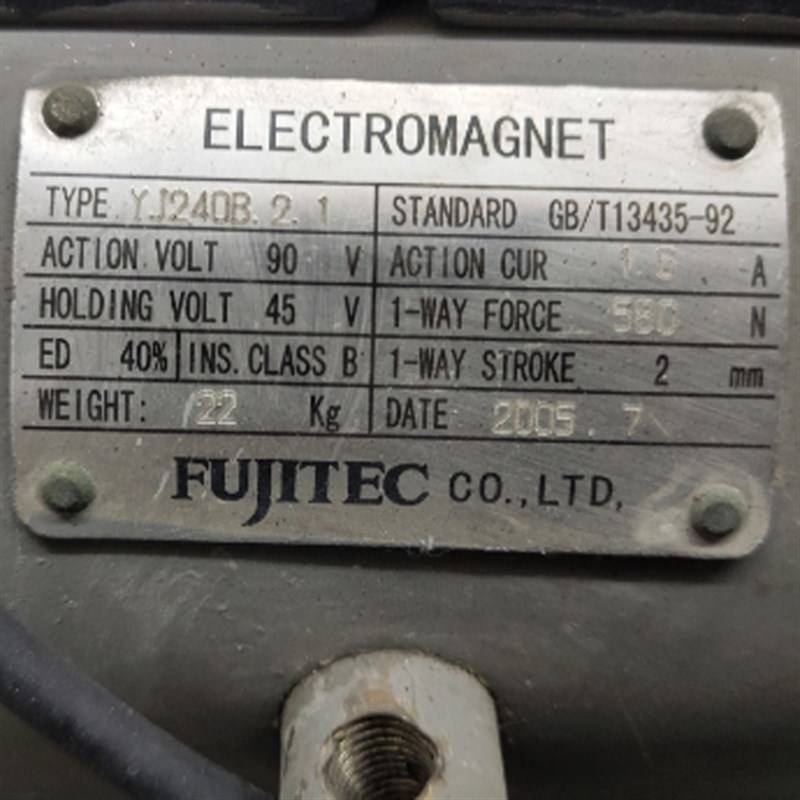 ELECTROMAGNET
TYPE YJ240B.2.1 STANDARD GB/T13435-92
ACTION VOLT 90 V ACTION CUR A
HOLDING VOLT 45 V 1-WAY FORCE 580 N
ED 40% INS.CLASS B 1-WAY STROKE 2 mm
WEIGHT: 22 Kg DATE 2005.7
FUJITEC CO.,LTD.